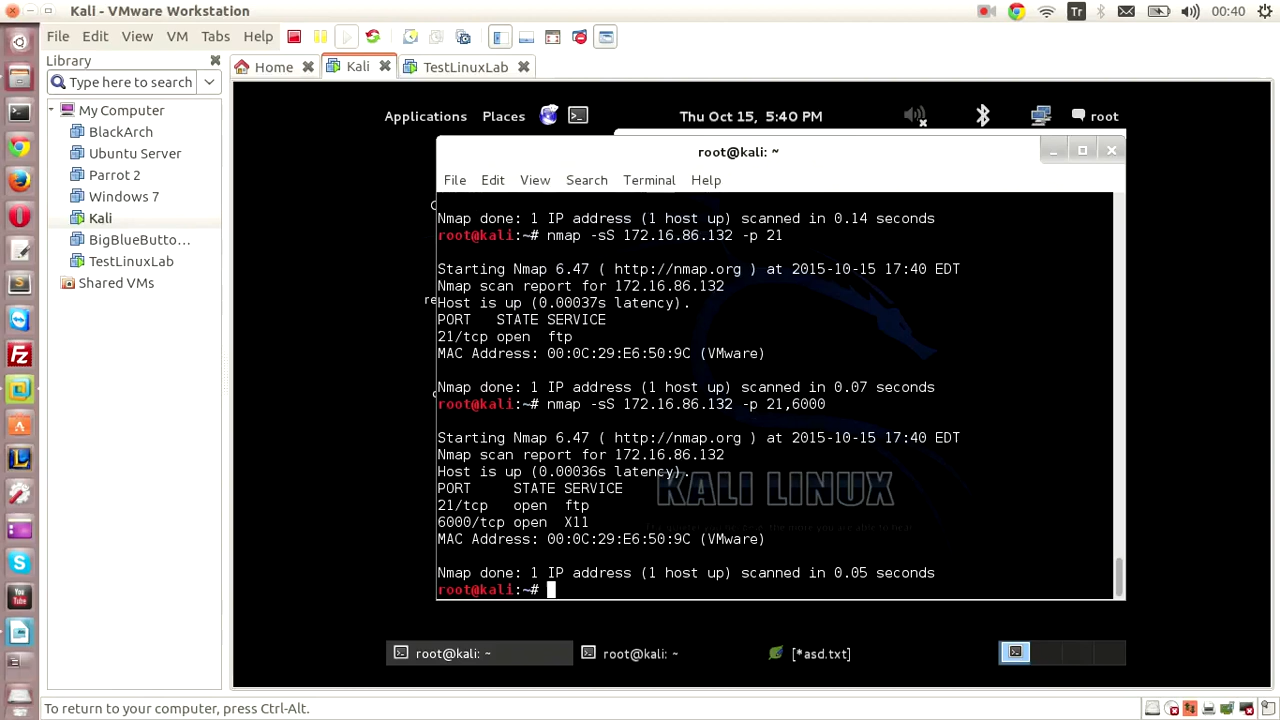 Kali - VMware Workstation
Tr
00:40
File Edit View VM Tabs Help
Library
Type here to search
My Computer
BlackArch
Ubuntu Server
Parrot 2
Windows 7
Kali
BigBlueButto...
TestLinuxLab
Shared VMs
Home Kali TestLinuxLab
Applications Places Thu Oct 15, 5:40 PM root
root@kali: ~
File Edit View Search Terminal Help
Nmap done: 1 IP address (1 host up) scanned in 0.14 seconds
root@kali:~# nmap -sS 172.16.86.132 -p 21
Starting Nmap 6.47 ( http://nmap.org ) at 2015-10-15 17:40 EDT
Nmap scan report for 172.16.86.132
Host is up (0.00037s latency).
PORT STATE SERVICE
21/tcp open ftp
MAC Address: 00:0C:29:E6:50:9C (VMware)
Nmap done: 1 IP address (1 host up) scanned in 0.07 seconds
root@kali:~# nmap -sS 172.16.86.132 -p 21,6000
Starting Nmap 6.47 ( http://nmap.org ) at 2015-10-15 17:40 EDT
Nmap scan report for 172.16.86.132
Host is up (0.00036s latency).
PORT STATE SERVICE
21/tcp open ftp
6000/tcp open X11
MAC Address: 00:0C:29:E6:50:9C (VMware)
Nmap done: 1 IP address (1 host up) scanned in 0.05 seconds
root@kali:~#
KALI LINUX
root@kali: ~ root@kali: ~ [*asd.txt]
To return to your computer, press Ctrl-Alt.